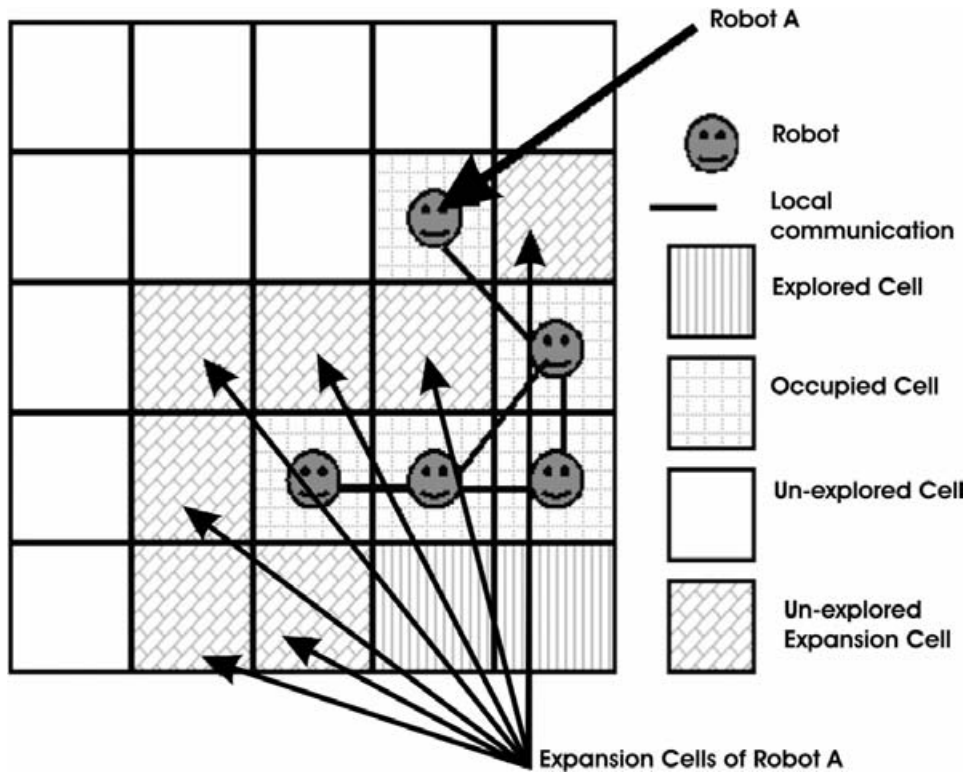 Robot A
Robot
Local
communication
Explored Cell
Occupied Cell
Un-explored Cell
Un-explored
Expansion Cell
Expansion Cells of Robot A